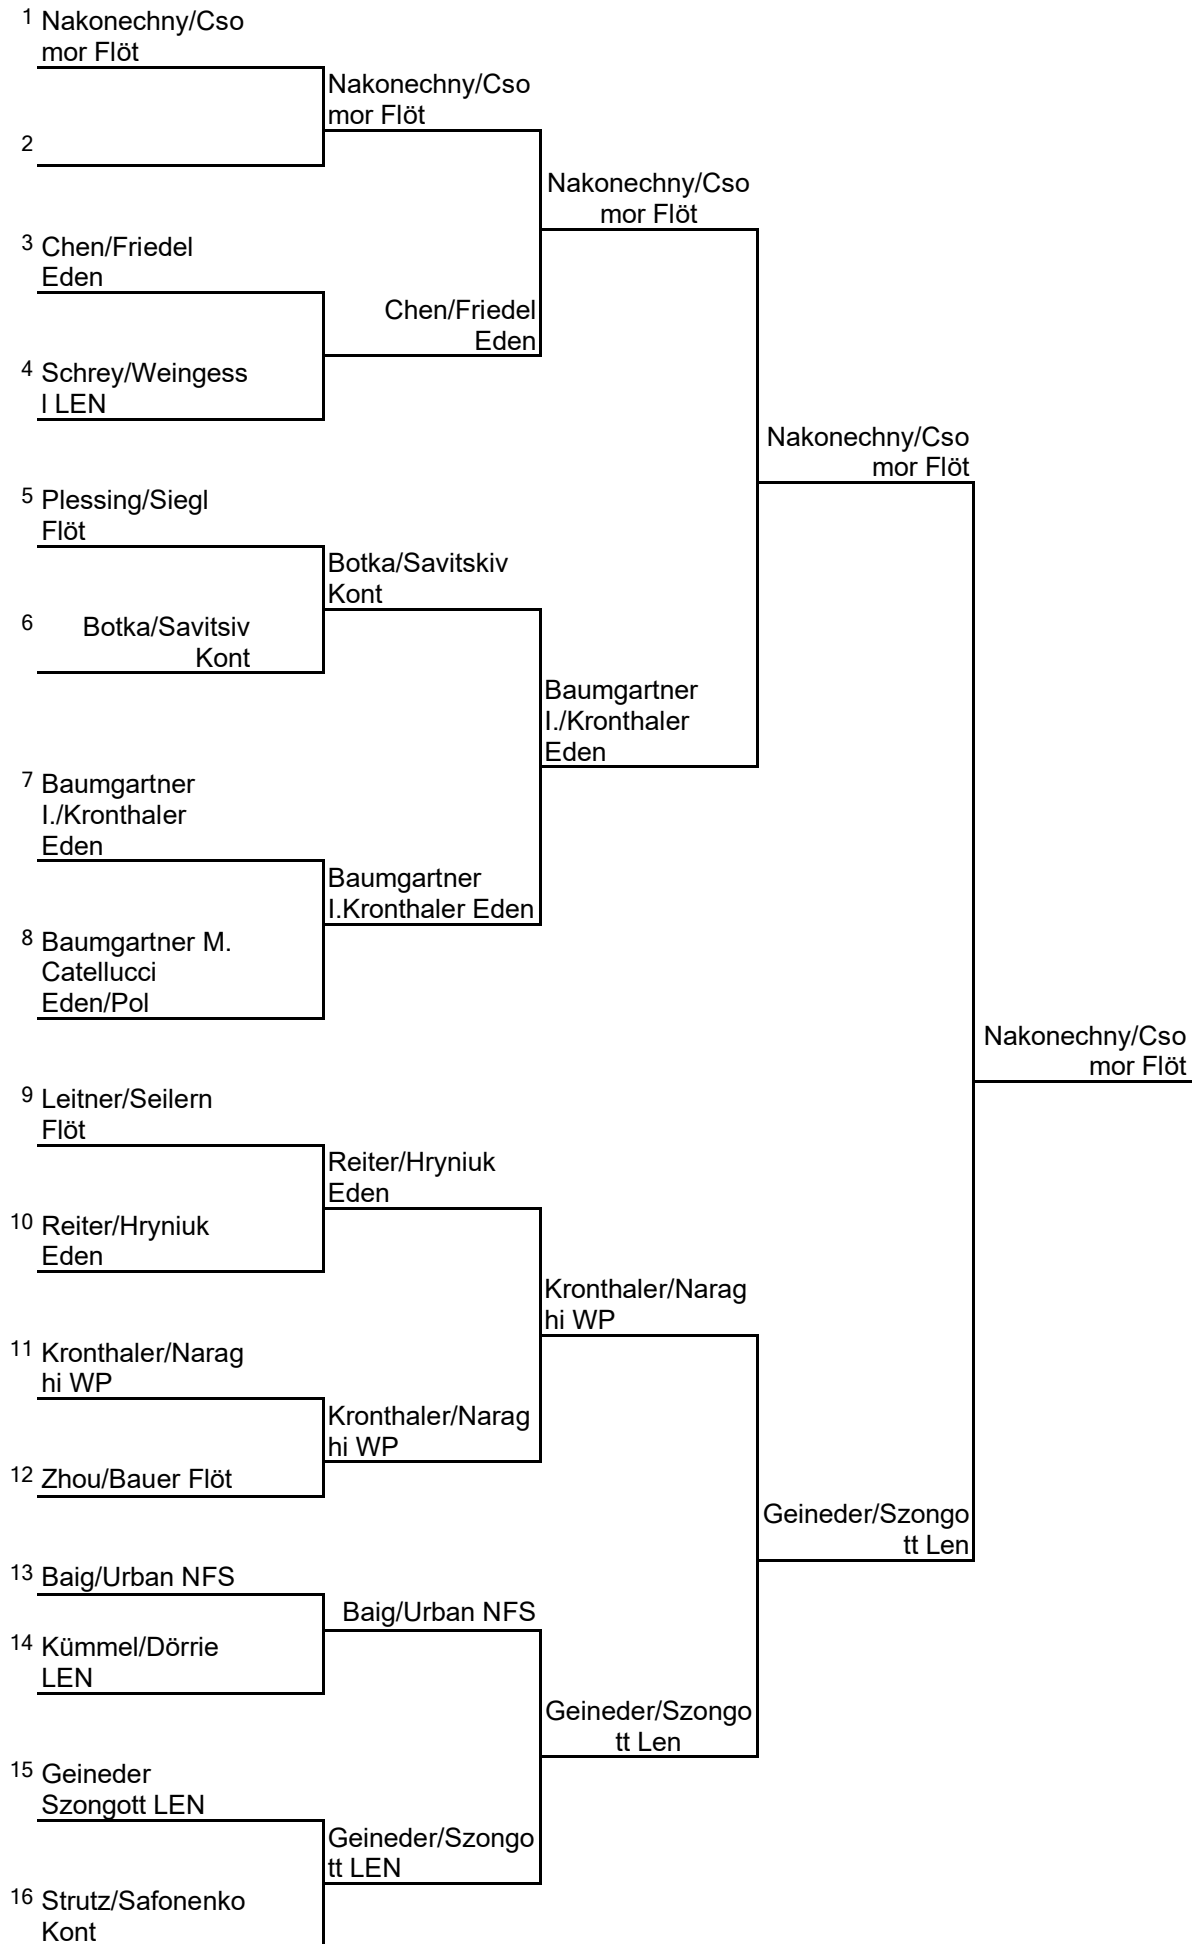 1 Nakonechny/Cso
mor Flöt
Nakonechny/Cso
mor Flöt
2
Nakonechny/Cso
mor Flöt
3 Chen/Friedel
Eden
Chen/Friedel
Eden
4 Schrey/Weingess
l LEN
Nakonechny/Cso
mor Flöt
5 Plessing/Siegl
Flöt
Botka/Savitskiv
Kont
6 Botka/Savitsiv
Kont
Baumgartner
I./Kronthaler
Eden
7 Baumgartner
I./Kronthaler
Eden
Baumgartner
I.Kronthaler Eden
8 Baumgartner M.
Catellucci
Eden/Pol
Nakonechny/Cso
mor Flöt
9 Leitner/Seilern
Flöt
Reiter/Hryniuk
Eden
10 Reiter/Hryniuk
Eden
Kronthaler/Narag
hi WP
11 Kronthaler/Narag
hi WP
Kronthaler/Narag
hi WP
12 Zhou/Bauer Flöt
Geineder/Szongo
tt Len
13 Baig/Urban NFS
Baig/Urban NFS
14 Kümmel/Dörrie
LEN
Geineder/Szongo
tt Len
15 Geineder
Szongott LEN
Geineder/Szongo
tt LEN
16 Strutz/Safonenko
Kont